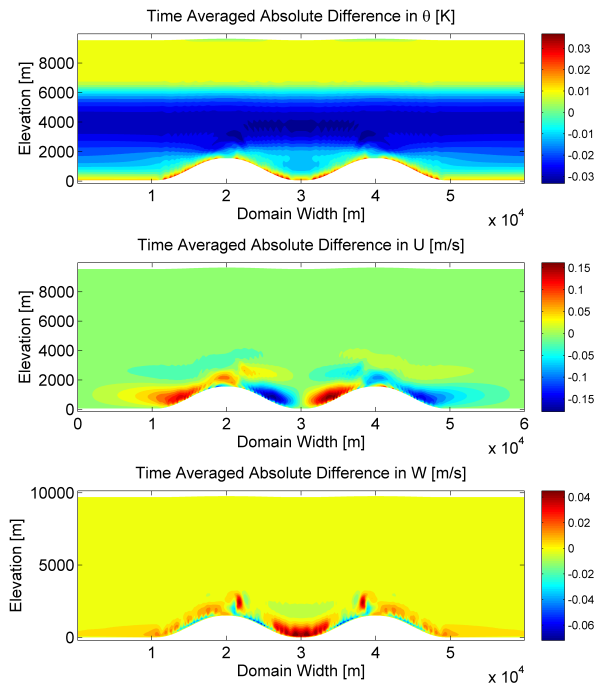 Time Averaged Absolute Difference in θ [K]
Elevation [m]
8000
6000
4000
2000
0
1 2 3 4 5
Domain Width [m]
x 10^4
0.03
0.02
0.01
0
-0.01
-0.02
-0.03
Time Averaged Absolute Difference in U [m/s]
Elevation [m]
8000
6000
4000
2000
0
0 1 2 3 4 5 6
Domain Width [m]
x 10^4
0.15
0.10
0.05
0
-0.05
-0.10
-0.15
Time Averaged Absolute Difference in W [m/s]
Elevation [m]
10000
5000
0
1 2 3 4 5
Domain Width [m]
x 10^4
0.04
0.02
0
-0.02
-0.04
-0.06